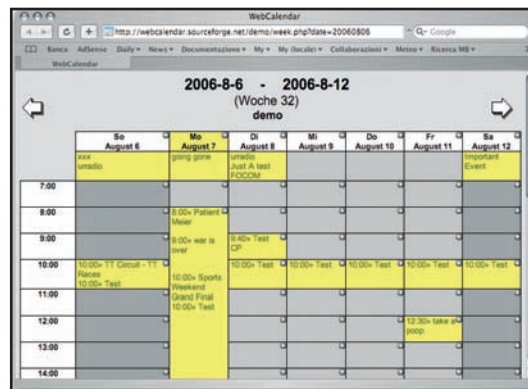 WebCalendar
http://webcalendar.sourceforge.net/demo/week.php?date=20060806
Q- Google
Banca AdSense Daily News Documentazione My My (locale) Collaborazioni Meteo Ricerca MB
WebCalendar
2006-8-6 - 2006-8-12
(Woche 32)
demo
So Mo Di Mi Do Fr Sa
August 6 August 7 August 8 August 9 August 10 August 11 August 12
xxx going gone unsdio Important
unsdio Just A test Event
FOCOM
7:00
8:00 8:00» Patient
Meier
9:00 9:00» war is 8:40» Test
over CP
10:00 10:00» TT Circuit - TT 10:00» Test 10:00» Test 10:00» Test 10:00» Test 10:00» Test
Races 10:00» Sports
10:00» Test Weekend
11:00 Grand Final
10:00» Test
12:00 12:30» take a
poop
13:00
14:00